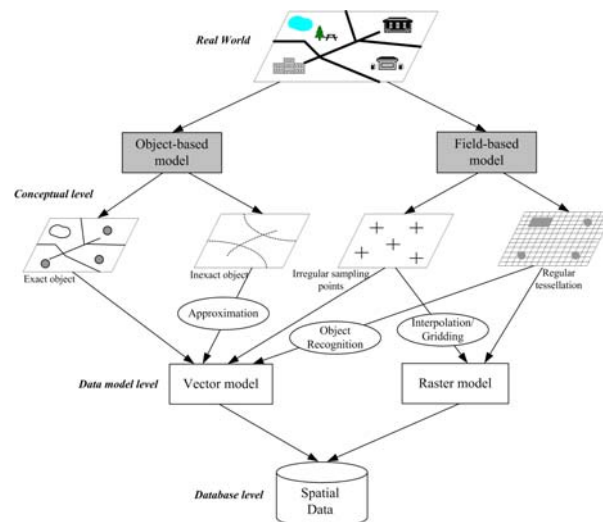 Real World
Object-based
model
Field-based
model
Conceptual level
Exact object
Inexact object
Irregular sampling
points
Regular
tessellation
Approximation
Object
Recognition
Interpolation/
Gridding
Data model level
Vector model
Raster model
Database level
Spatial
Data